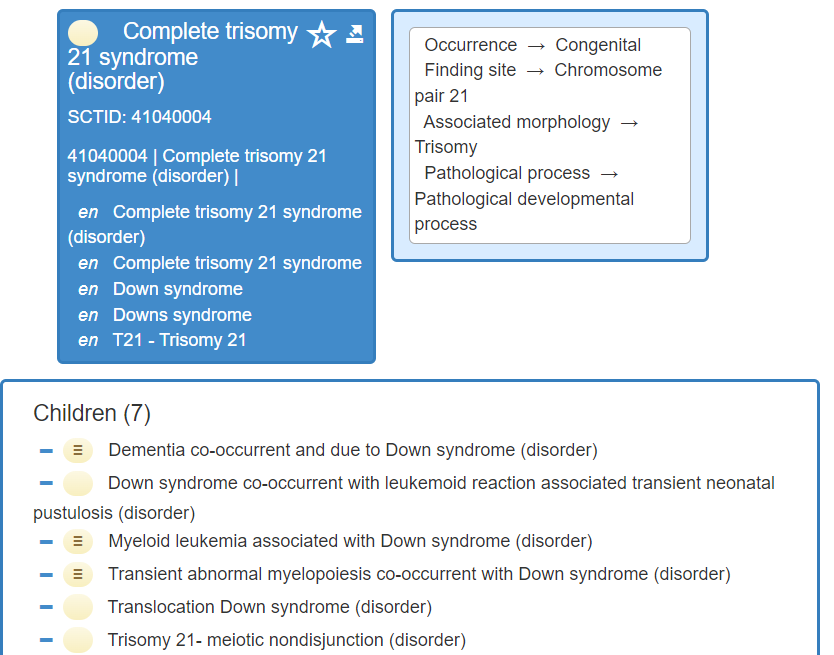 Complete trisomy
21 syndrome
(disorder)
SCTID: 41040004
41040004 | Complete trisomy 21
syndrome (disorder) |
en Complete trisomy 21 syndrome
(disorder)
en Complete trisomy 21 syndrome
en Down syndrome
en Downs syndrome
en T21 - Trisomy 21
Occurrence → Congenital
Finding site → Chromosome
pair 21
Associated morphology →
Trisomy
Pathological process →
Pathological developmental
process
Children (7)
Dementia co-occurrent and due to Down syndrome (disorder)
Down syndrome co-occurrent with leukemoid reaction associated transient neonatal
pustulosis (disorder)
Myeloid leukemia associated with Down syndrome (disorder)
Transient abnormal myelopoiesis co-occurrent with Down syndrome (disorder)
Translocation Down syndrome (disorder)
Trisomy 21- meiotic nondisjunction (disorder)